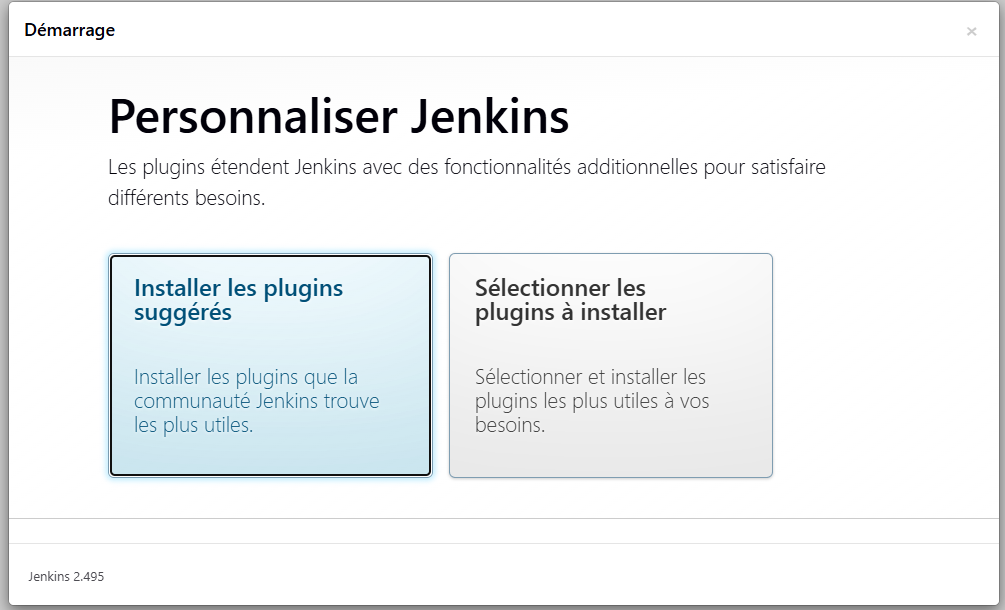 Démarrage
×
Personnaliser Jenkins
Les plugins étendent Jenkins avec des fonctionnalités additionnelles pour satisfaire
différents besoins.
Installer les plugins
suggérés
Installer les plugins que la
communauté Jenkins trouve
les plus utiles.
Sélectionner les
plugins à installer
Sélectionner et installer les
plugins les plus utiles à vos
besoins.
Jenkins 2.495